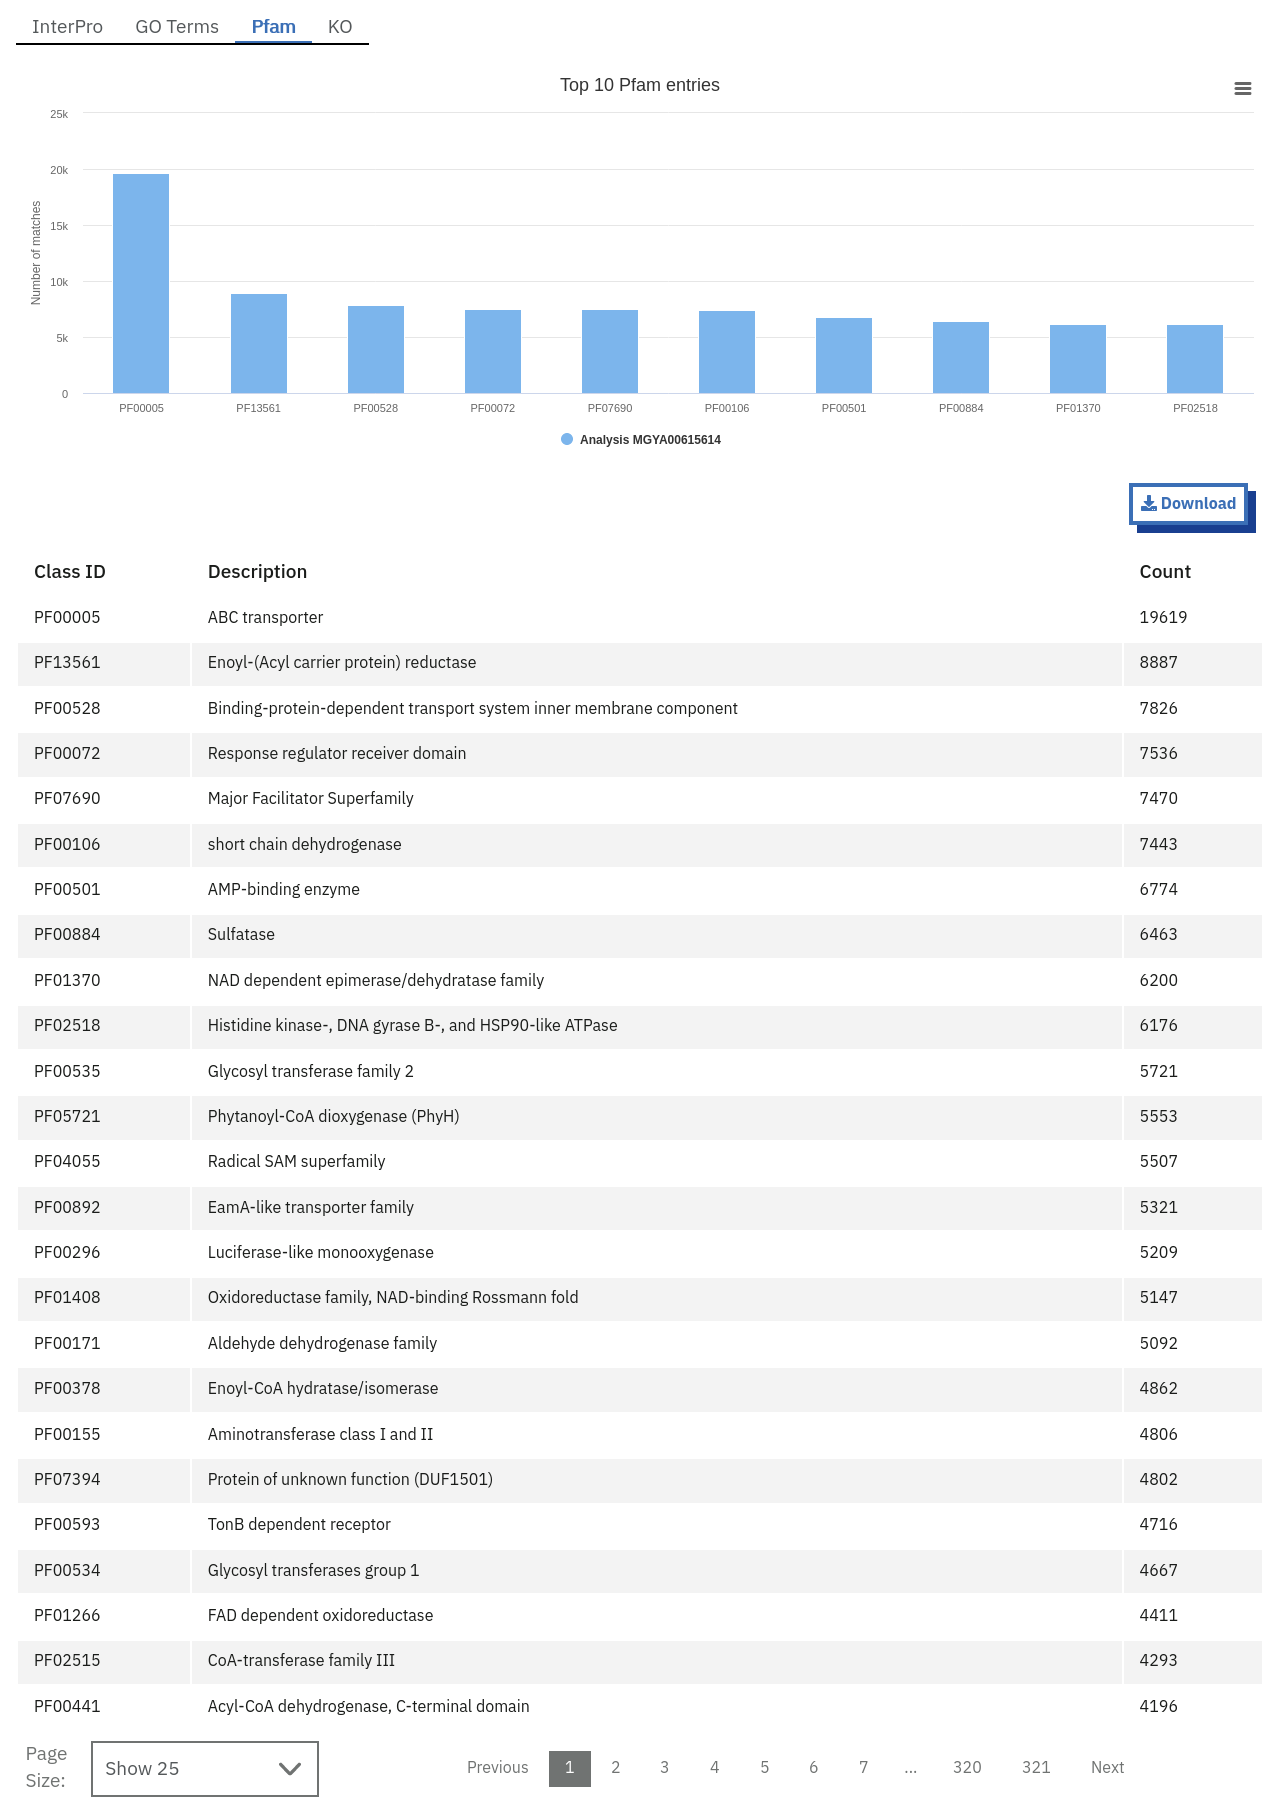 InterPro GO Terms Pfam KO
Top 10 Pfam entries
Number of matches
25k
20k
15k
10k
5k
0
PF00005 PF13561 PF00528 PF00072 PF07690 PF00106 PF00501 PF00884 PF01370 PF02518
Analysis MGYA00615614
Download
Class ID Description Count
PF00005 ABC transporter 19619
PF13561 Enoyl-(Acyl carrier protein) reductase 8887
PF00528 Binding-protein-dependent transport system inner membrane component 7826
PF00072 Response regulator receiver domain 7536
PF07690 Major Facilitator Superfamily 7470
PF00106 short chain dehydrogenase 7443
PF00501 AMP-binding enzyme 6774
PF00884 Sulfatase 6463
PF01370 NAD dependent epimerase/dehydratase family 6200
PF02518 Histidine kinase-, DNA gyrase B-, and HSP90-like ATPase 6176
PF00535 Glycosyl transferase family 2 5721
PF05721 Phytanoyl-CoA dioxygenase (PhyH) 5553
PF04055 Radical SAM superfamily 5507
PF00892 EamA-like transporter family 5321
PF00296 Luciferase-like monooxygenase 5209
PF01408 Oxidoreductase family, NAD-binding Rossmann fold 5147
PF00171 Aldehyde dehydrogenase family 5092
PF00378 Enoyl-CoA hydratase/isomerase 4862
PF00155 Aminotransferase class I and II 4806
PF07394 Protein of unknown function (DUF1501) 4802
PF00593 TonB dependent receptor 4716
PF00534 Glycosyl transferases group 1 4667
PF01266 FAD dependent oxidoreductase 4411
PF02515 CoA-transferase family III 4293
PF00441 Acyl-CoA dehydrogenase, C-terminal domain 4196
Page
Size:
Show 25
Previous 1 2 3 4 5 6 7 ... 320 321 Next